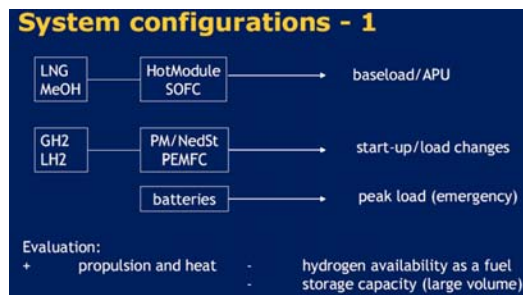 System configurations - 1
LNG HotModule
MeOH SOFC
baseload/APU
GH2 PM/NedSt
LH2 PEMFC
start-up/load changes
batteries peak load (emergency)
Evaluation:
+ propulsion and heat - hydrogen availability as a fuel
- storage capacity (large volume)